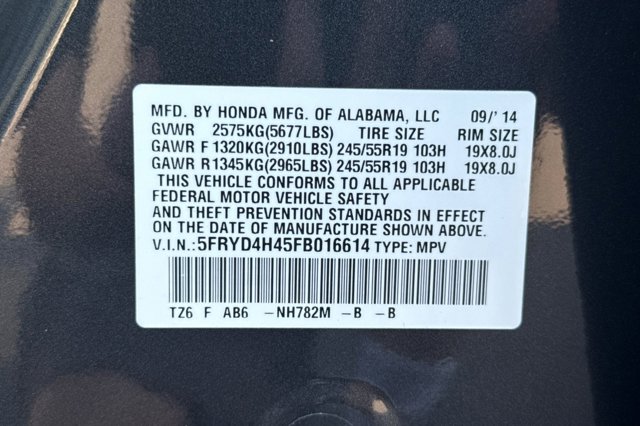 MFD. BY HONDA MFG. OF ALABAMA, LLC 09/'14
GVWR 2575KG(5677LBS) TIRE SIZE RIM SIZE
GAWR F 1320KG(2910LBS) 245/55R19 103H 19X8.0J
GAWR R1345KG(2965LBS) 245/55R19 103H 19X8.0J
THIS VEHICLE CONFORMS TO ALL APPLICABLE
FEDERAL MOTOR VEHICLE SAFETY
AND THEFT PREVENTION STANDARDS IN EFFECT
ON THE DATE OF MANUFACTURE SHOWN ABOVE.
V.I.N.: 5FRYD4H45FB016614 TYPE: MPV
TZ6 F AB6 -NH782M -B -B